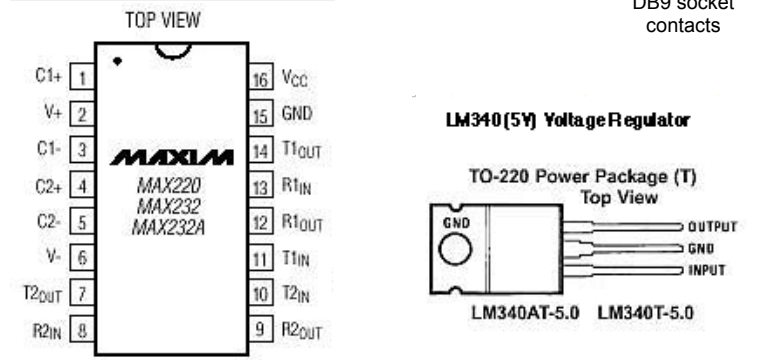 TOP VIEW
C1+ 1
V+ 2
C1- 3
C2+ 4
C2- 5
V- 6
T2OUT 7
R2IN 8
MAXIM
MAX220
MAX232
MAX232A
16 VCC
15 GND
14 T1OUT
13 R1IN
12 R1OUT
11 T1IN
10 T2IN
9 R2OUT
DB9 socket
contacts
LM340(5V) Voltage Regulator
TO-220 Power Package (T)
Top View
GND
OUTPUT
GND
INPUT
LM340AT-5.0 LM340T-5.0